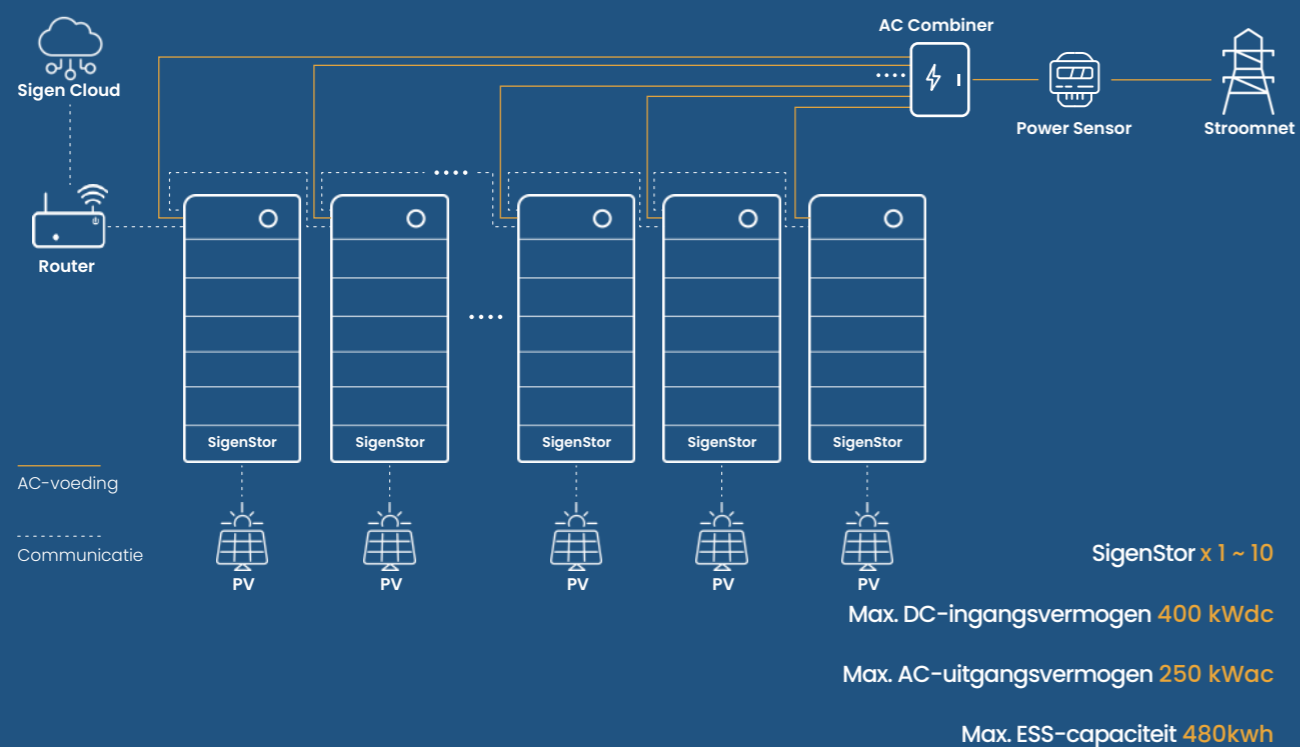 AC Combiner
Sigen Cloud
Power Sensor
Stroomnet
Router
SigenStor
SigenStor
SigenStor
SigenStor
SigenStor
AC-voeding
Communicatie
PV
PV
PV
PV
PV
SigenStor x 1 ~ 10
Max. DC-ingangsvermogen 400 kWdc
Max. AC-uitgangsvermogen 250 kWac
Max. ESS-capaciteit 480kwh